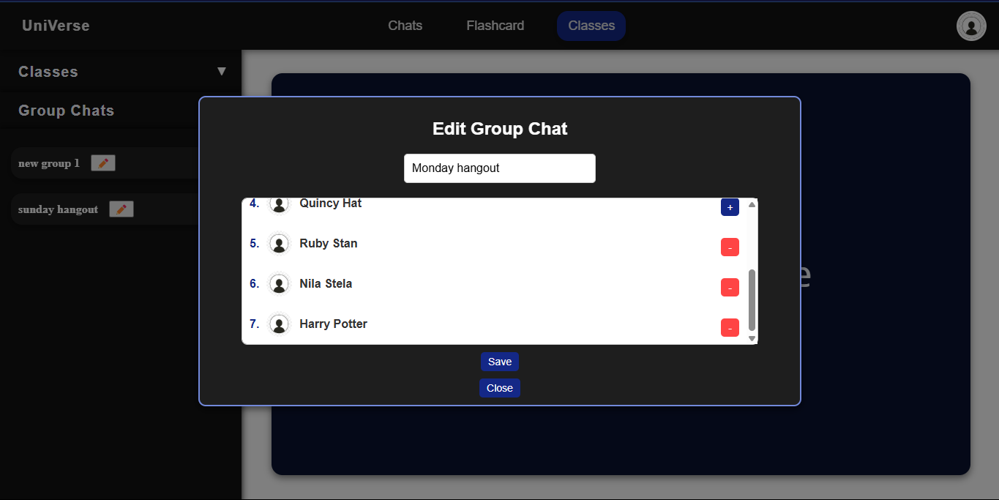 UniVerse
Chats
Flashcard
Classes
Classes ▼
Group Chats
new group 1
sunday hangout
Edit Group Chat
Monday hangout
4. Quincy Hat +
5. Ruby Stan -
6. Nila Stela -
7. Harry Potter -
Save
Close
e